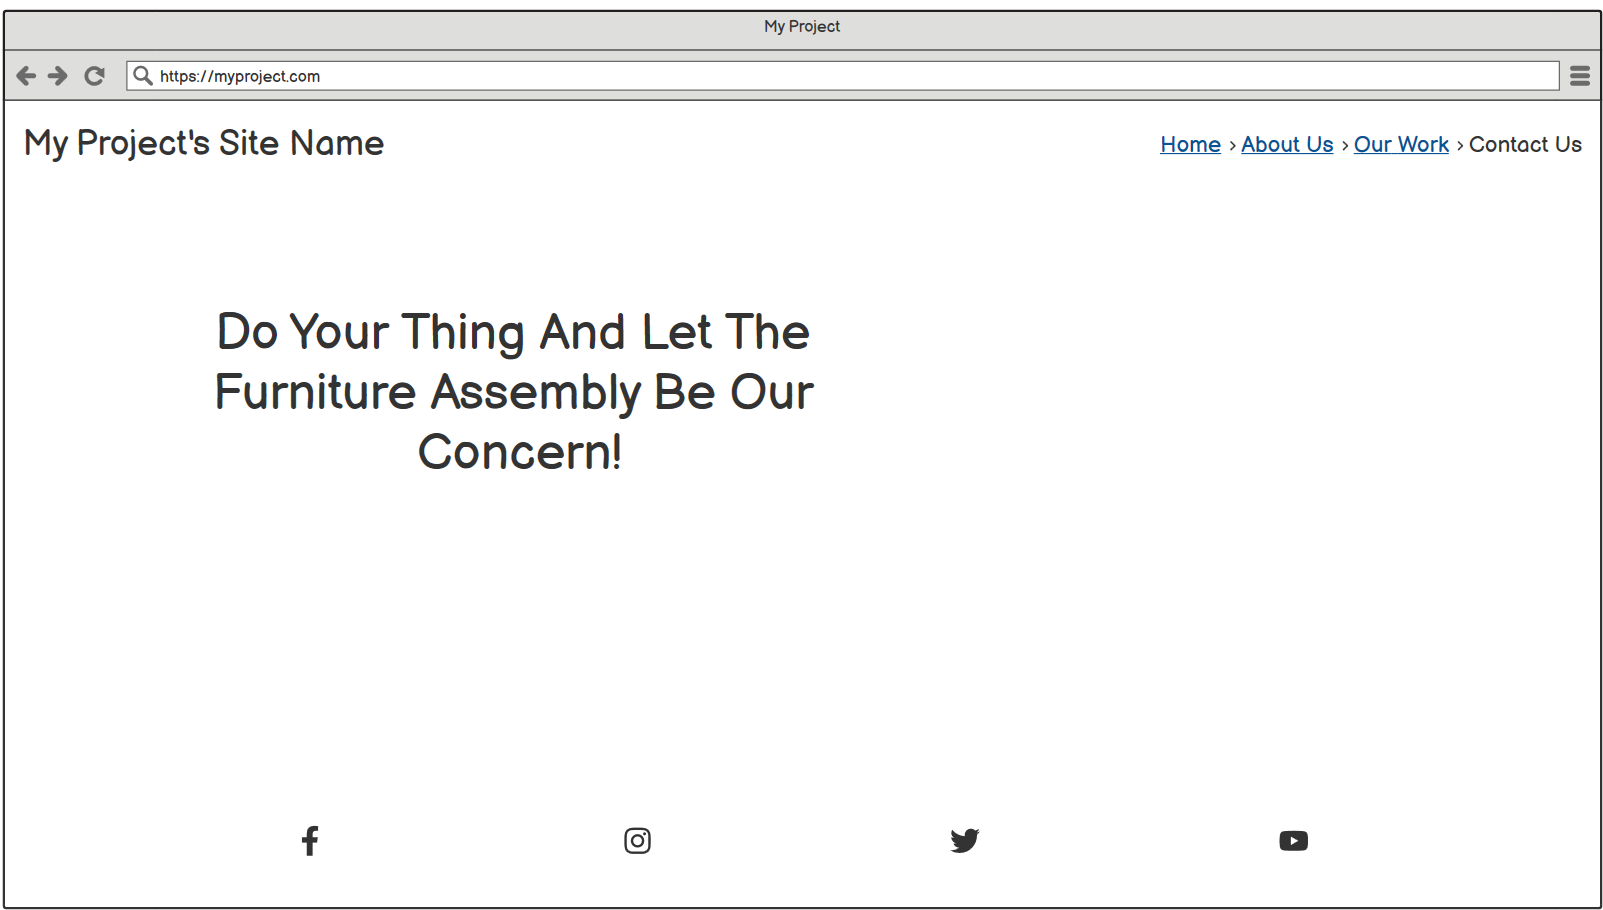 My Project
https://myproject.com
My Project's Site Name
Home › About Us › Our Work › Contact Us
Do Your Thing And Let The
Furniture Assembly Be Our
Concern!